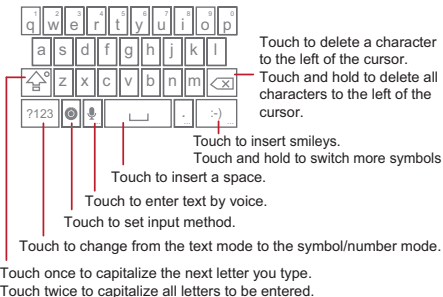 1 2 3 4 5 6 7 8 9 0
q w e r t y u i o p
a s d f g h j k l
z x c v b n m
?123 . :-)
Touch to delete a character
to the left of the cursor.
Touch and hold to delete all
characters to the left of the
cursor.
Touch to insert smileys.
Touch and hold to switch more symbols
Touch to insert a space.
Touch to enter text by voice.
Touch to set input method.
Touch to change from the text mode to the symbol/number mode.
Touch once to capitalize the next letter you type.
Touch twice to capitalize all letters to be entered.